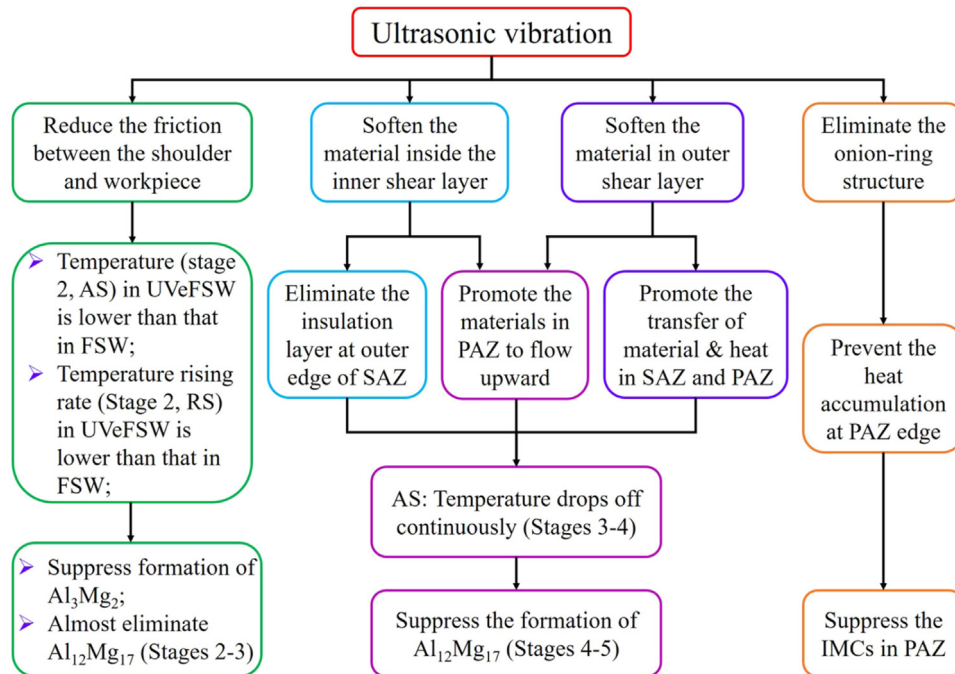 Ultrasonic vibration
Reduce the friction
between the shoulder
and workpiece
Soften the
material inside the
inner shear layer
Soften the
material in outer
shear layer
Eliminate the
onion-ring
structure
➢ Temperature (stage
2, AS) in UVeFSW
is lower than that
in FSW;
➢ Temperature rising
rate (Stage 2, RS)
in UVeFSW is
lower than that in
FSW;
Eliminate the
insulation
layer at outer
edge of SAZ
Promote the
materials in
PAZ to flow
upward
Promote the
transfer of
material & heat
in SAZ and PAZ
Prevent the
heat
accumulation
at PAZ edge
AS: Temperature drops off
continuously (Stages 3-4)
➢ Suppress formation of
Al₃Mg₂;
➢ Almost eliminate
Al₁₂Mg₁₇ (Stages 2-3)
Suppress the formation of
Al₁₂Mg₁₇ (Stages 4-5)
Suppress the
IMCs in PAZ